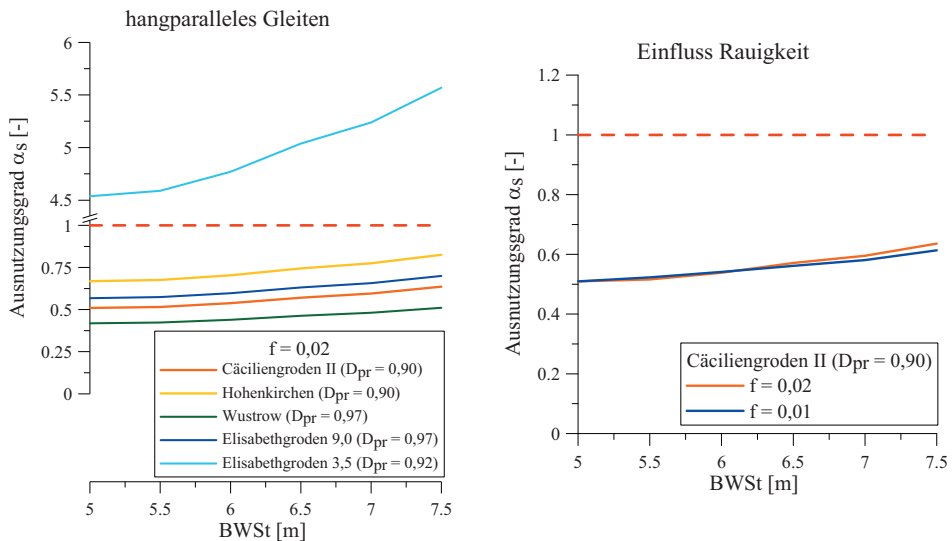 hangparalleles Gleiten
Ausnutzungsgrad αs [-]
6
5.5
5
4.5
1
0.75
0.5
0.25
0
f = 0,02
Cäciliengroden II (Dpr = 0,90)
Hohenkirchen (Dpr = 0,90)
Wustrow (Dpr = 0,97)
Elisabethgroden 9,0 (Dpr = 0,97)
Elisabethgroden 3,5 (Dpr = 0,92)
5 5.5 6 6.5 7 7.5
BWSt [m]
Einfluss Rauigkeit
Ausnutzungsgrad αs [-]
1.2
1
0.8
0.6
0.4
0.2
0
Cäciliengroden II (Dpr = 0,90)
f = 0,02
f = 0,01
5 5.5 6 6.5 7 7.5
BWSt [m]